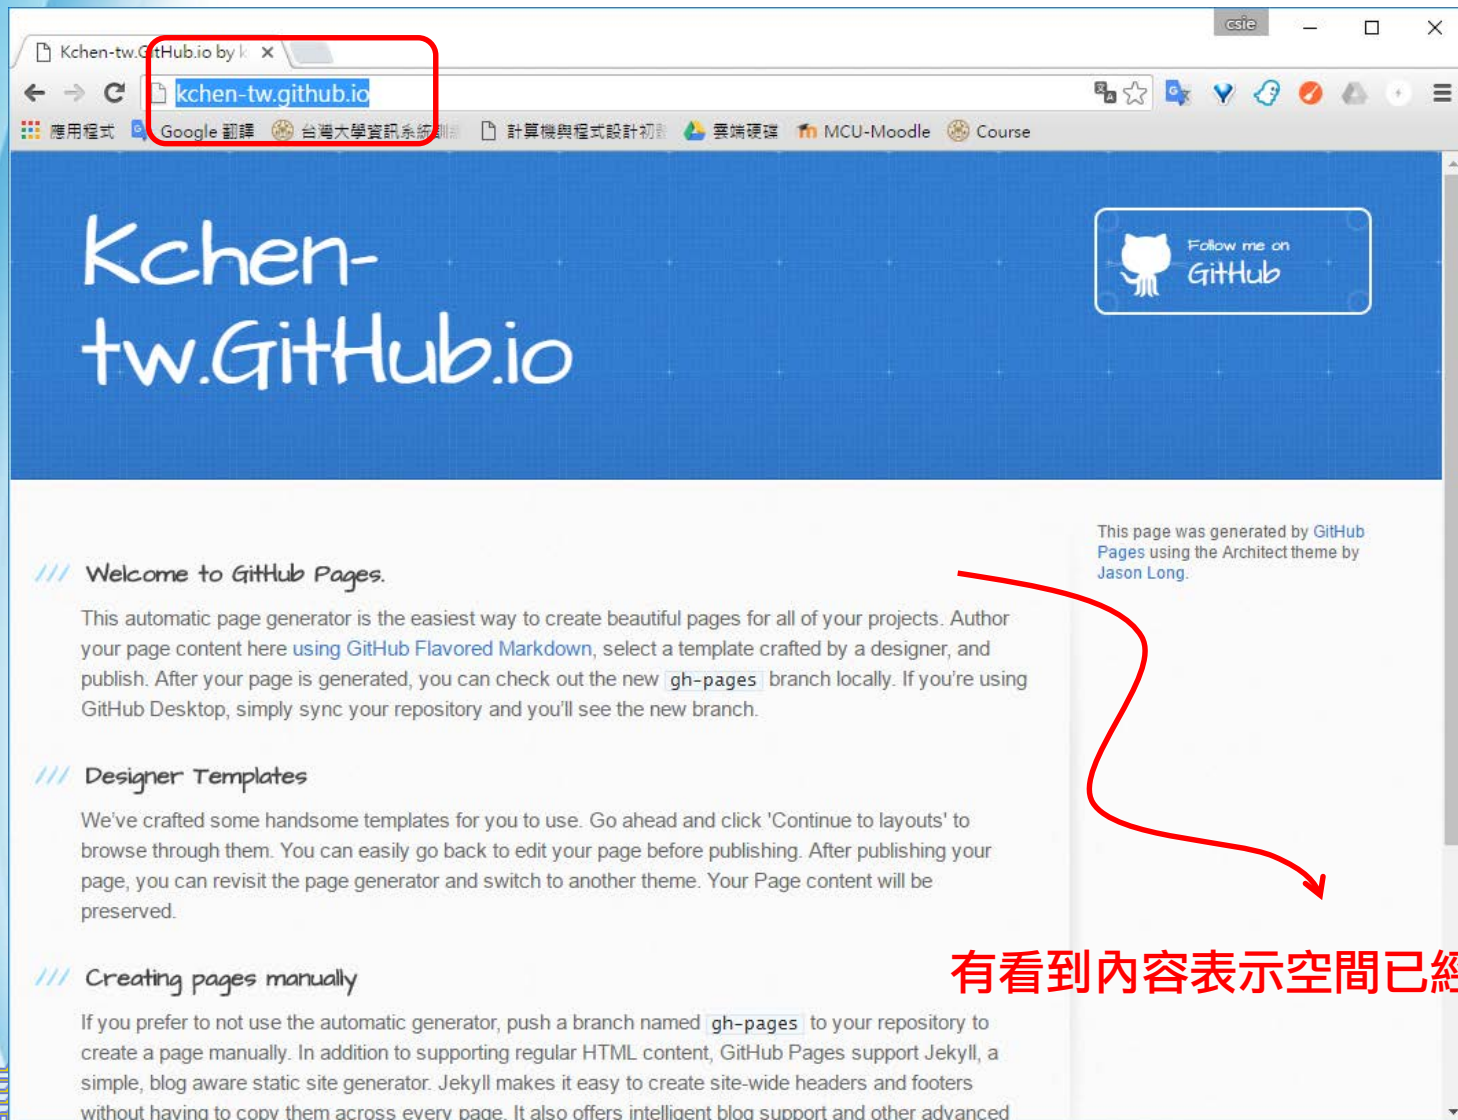 csie
Kchen-tw.GitHub.io by k
kchen-tw.github.io
應用程式 Google 翻譯 台灣大學資訊系統訓 計算機與程式設計初 雲端硬碟 MCU-Moodle Course
Kchen-
tw.GitHub.io
Follow me on
GitHub
This page was generated by GitHub
Pages using the Architect theme by
Jason Long.
/// Welcome to GitHub Pages.
This automatic page generator is the easiest way to create beautiful pages for all of your projects. Author
your page content here using GitHub Flavored Markdown, select a template crafted by a designer, and
publish. After your page is generated, you can check out the new gh-pages branch locally. If you’re using
GitHub Desktop, simply sync your repository and you’ll see the new branch.
/// Designer Templates
We’ve crafted some handsome templates for you to use. Go ahead and click 'Continue to layouts' to
browse through them. You can easily go back to edit your page before publishing. After publishing your
page, you can revisit the page generator and switch to another theme. Your Page content will be
preserved.
有看到內容表示空間已經
/// Creating pages manually
If you prefer to not use the automatic generator, push a branch named gh-pages to your repository to
create a page manually. In addition to supporting regular HTML content, GitHub Pages support Jekyll, a
simple, blog aware static site generator. Jekyll makes it easy to create site-wide headers and footers
without having to copy them across every page. It also offers intelligent blog support and other advanced